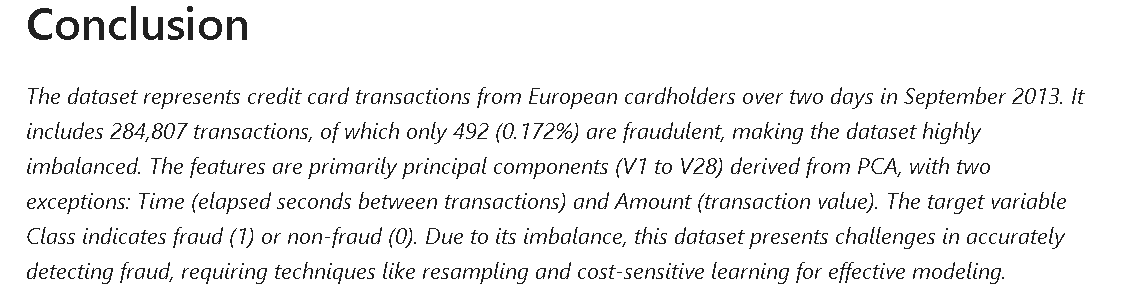 Conclusion
The dataset represents credit card transactions from European cardholders over two days in September 2013. It
includes 284,807 transactions, of which only 492 (0.172%) are fraudulent, making the dataset highly
imbalanced. The features are primarily principal components (V1 to V28) derived from PCA, with two
exceptions: Time (elapsed seconds between transactions) and Amount (transaction value). The target variable
Class indicates fraud (1) or non-fraud (0). Due to its imbalance, this dataset presents challenges in accurately
detecting fraud, requiring techniques like resampling and cost-sensitive learning for effective modeling.